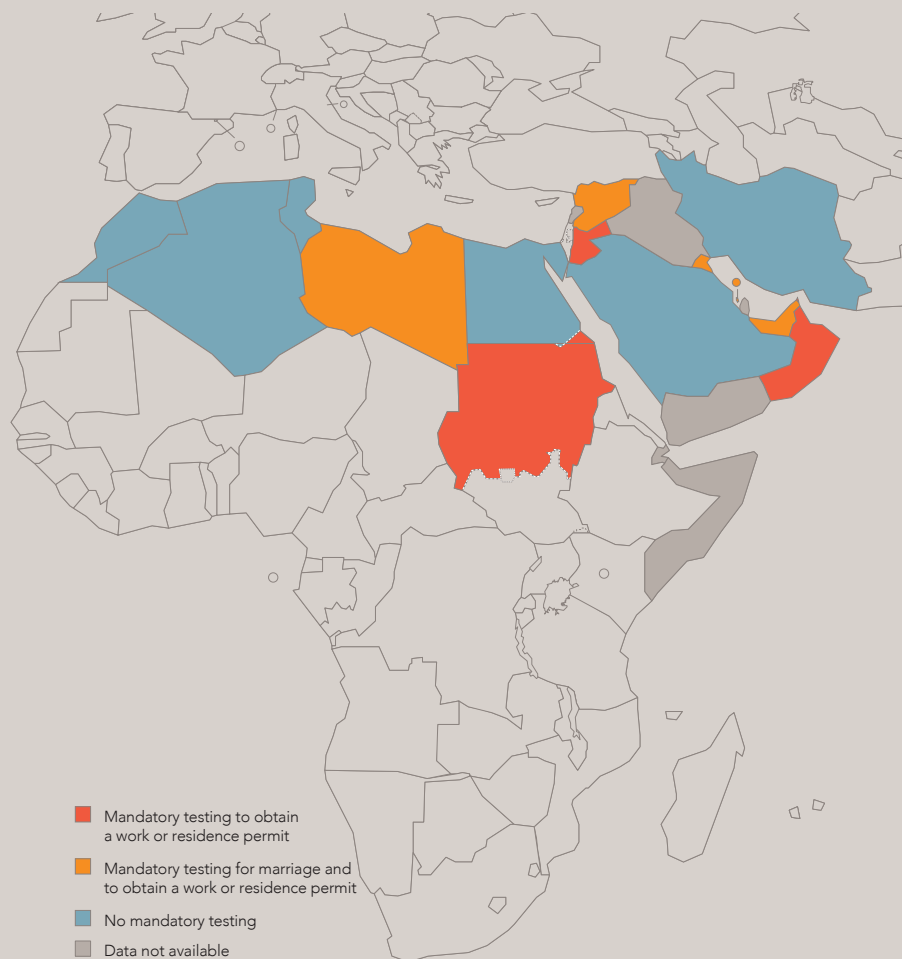 Mandatory testing to obtain
a work or residence permit
Mandatory testing for marriage and
to obtain a work or residence permit
No mandatory testing
Data not available